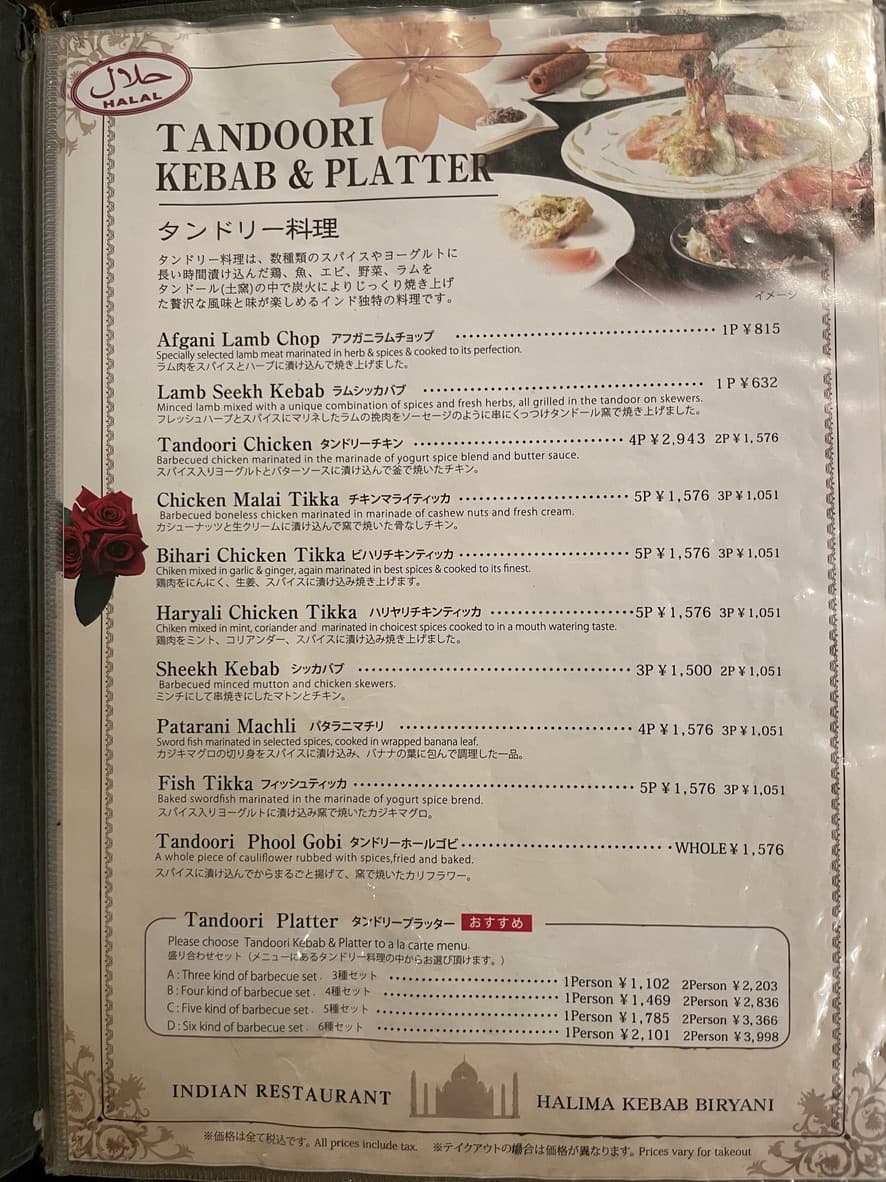 حلال
HALAL
TANDOORI
KEBAB & PLATTER
タンドリー料理
タンドリー料理は、数種類のスパイスやヨーグルトに
長い時間漬け込んだ鶏、魚、エビ、野菜、ラムを
タンドール(土窯)の中で炭火によりじっくり焼き上げ
た贅沢な風味と味が楽しめるインド独特の料理です。
イメージ
Afgani Lamb Chop アフガニラムチョップ 1P ¥815
Specially selected lamb meat marinated in herb & spices & cooked to its perfection.
ラム肉をスパイスとハーブに漬け込んで焼き上げました。
Lamb Seekh Kebab ラムシッカバブ 1P ¥632
Minced lamb mixed with a unique combination of spices and fresh herbs, all grilled in the tandoor on skewers.
フレッシュハーブとスパイスにマリネしたラムの挽肉をソーセージのように串にくっつけタンドール窯で焼き上げました。
Tandoori Chicken タンドリーチキン 4P ¥2,943 2P ¥1,576
Barbecued chicken marinated in the marinade of yogurt spice blend and butter sauce.
スパイス入りヨーグルトとバターソースに漬け込んで釜で焼いたチキン。
Chicken Malai Tikka チキンマライティッカ 5P ¥1,576 3P ¥1,051
Barbecued boneless chicken marinated in marinade of cashew nuts and fresh cream.
カシューナッツと生クリームに漬け込んで窯で焼いた骨なしチキン。
Bihari Chicken Tikka ビハリチキンティッカ 5P ¥1,576 3P ¥1,051
Chiken mixed in garlic & ginger, again marinated in best spices & cooked to its finest.
鶏肉をにんにく、生姜、スパイスに漬け込み焼き上げます。
Haryali Chicken Tikka ハリヤリチキンティッカ 5P ¥1,576 3P ¥1,051
Chiken mixed in mint, coriander and marinated in choicest spices cooked to in a mouth watering taste.
鶏肉をミント、コリアンダー、スパイスに漬け込み焼き上げました。
Sheekh Kebab シッカバブ 3P ¥1,500 2P ¥1,051
Barbecued minced mutton and chicken skewers.
ミンチにして串焼きにしたマトンとチキン。
Patarani Machli パタラニマチリ 4P ¥1,576 3P ¥1,051
Sword fish marinated in selected spices, cooked in wrapped banana leaf.
カジキマグロの切り身をスパイスに漬け込み、バナナの葉に包んで調理した一品。
Fish Tikka フィッシュティッカ 5P ¥1,576 3P ¥1,051
Baked swordfish marinated in the marinade of yogurt spice brend.
スパイス入りヨーグルトに漬け込み窯で焼いたカジキマグロ。
Tandoori Phool Gobi タンドリーホールゴビ WHOLE ¥1,576
A whole piece of cauliflower rubbed with spices,fried and baked.
スパイスに漬け込んでからまるごと揚げて、窯で焼いたカリフラワー。
Tandoori Platter タンドリープラッター おすすめ
Please choose Tandoori Kebab & Platter to a la carte menu.
盛り合わせセット（メニューにあるタンドリー料理の中からお選び頂けます。）
A : Three kind of barbecue set . 3種セット 1Person ¥1,102 2Person ¥2,203
B : Four kind of barbecue set . 4種セット 1Person ¥1,469 2Person ¥2,836
C : Five kind of barbecue set . 5種セット 1Person ¥1,785 2Person ¥3,366
D : Six kind of barbecue set . 6種セット 1Person ¥2,101 2Person ¥3,998
INDIAN RESTAURANT HALIMA KEBAB BIRYANI
※価格は全て税込です。All prices include tax. ※テイクアウトの場合は価格が異なります。Prices vary for takeout